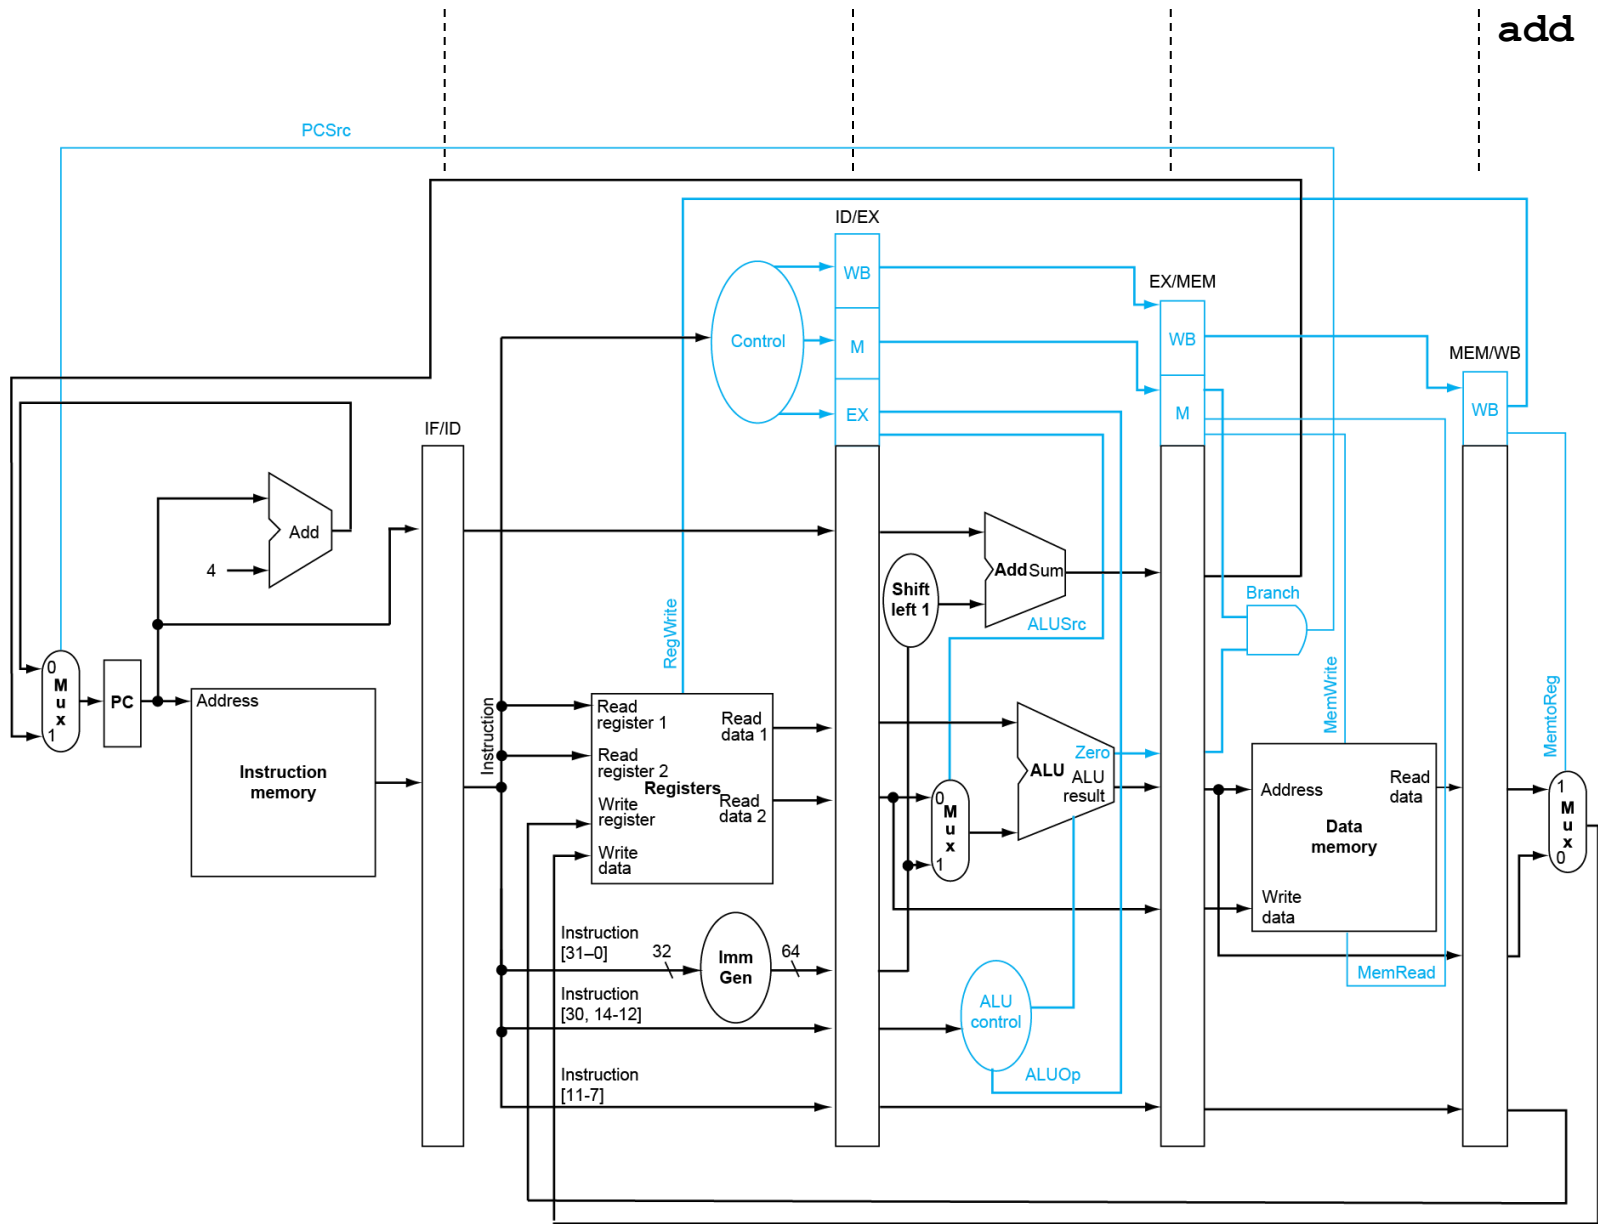 add
PCSrc
ID/EX
WB
EX/MEM
Control
M
WB
MEM/WB
EX
M
WB
IF/ID
Add
4
Add Sum
Shift
left 1
Branch
ALUSrc
RegWrite
0
M
u
x
1
PC
Address
Instruction
memory
Instruction
Read
register 1
Read
data 1
Read
register 2
Registers
Write
register
Read
data 2
Write
data
0
M
u
x
1
Zero
ALU
ALU
result
MemWrite
MemtoReg
Address
Read
data
Data
memory
Write
data
1
M
u
x
0
Instruction
[31–0]
32
Imm
Gen
64
MemRead
Instruction
[30, 14-12]
ALU
control
Instruction
[11-7]
ALUOp